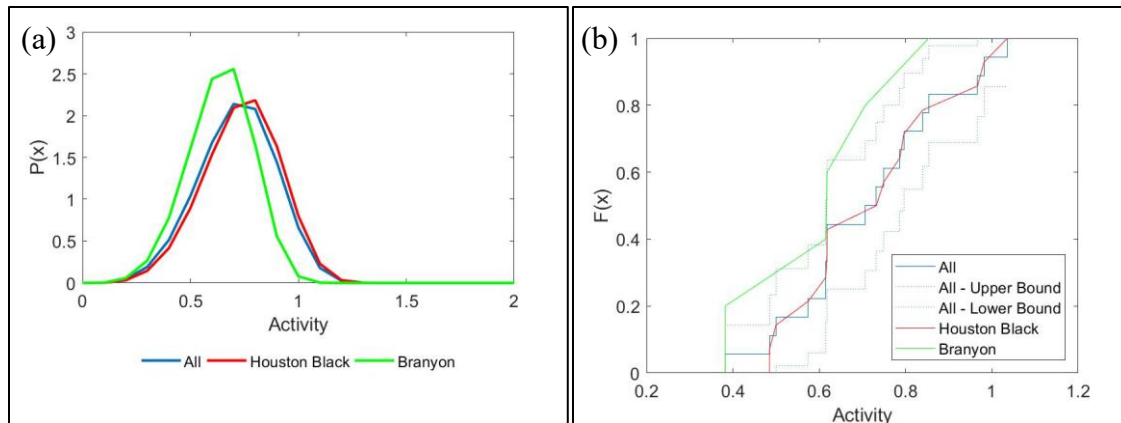 (a)
3
2.5
2
1.5
1
0.5
0
P(x)
0 0.5 1 1.5 2
Activity
All Houston Black Branyon
(b)
1
0.8
0.6
0.4
0.2
0
F(x)
All
All - Upper Bound
All - Lower Bound
Houston Black
Branyon
0.2 0.4 0.6 0.8 1 1.2
Activity